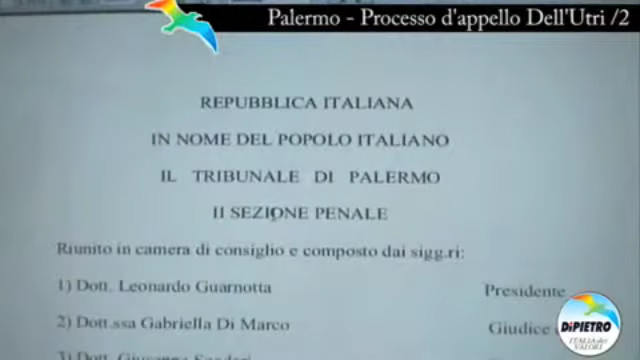 Palermo - Processo d'appello Dell'Utri /2
REPUBBLICA ITALIANA
IN NOME DEL POPOLO ITALIANO
IL TRIBUNALE DI PALERMO
II SEZIONE PENALE
Riunito in camera di consiglio e composto dai sigg.ri:
1) Dott. Leonardo Guarnotta Presidente
2) Dott.ssa Gabriella Di Marco Giudice
3) Dott.
DiPIETRO
ITALIA dei
VALORI